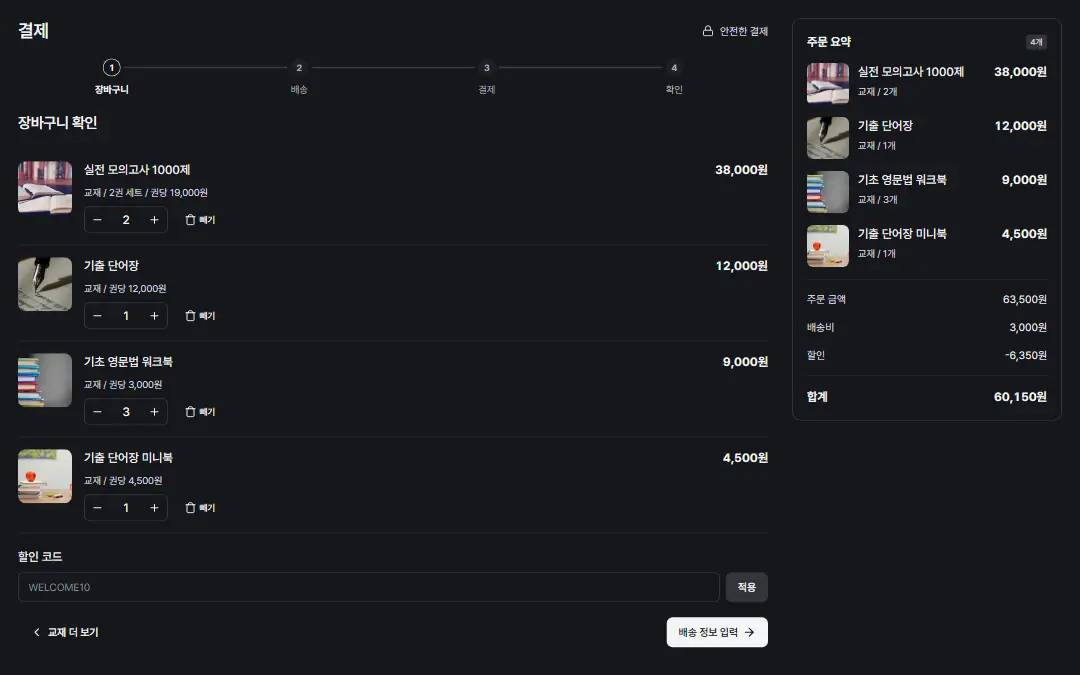 결제
안전한 결제
1
2
3
4
장바구니
배송
결제
확인
장바구니 확인
실전 모의고사 1000제
38,000원
교재 / 2권 세트 / 권당 19,000원
2
빼기
기출 단어장
12,000원
교재 / 권당 12,000원
1
빼기
기초 영문법 워크북
9,000원
교재 / 권당 3,000원
3
빼기
기출 단어장 미니북
4,500원
교재 / 권당 4,500원
1
빼기
할인 코드
WELCOME10
적용
교재 더 보기
배송 정보 입력
주문 요약
4개
실전 모의고사 1000제
38,000원
교재 / 2개
기출 단어장
12,000원
교재 / 1개
기초 영문법 워크북
9,000원
교재 / 3개
기출 단어장 미니북
4,500원
교재 / 1개
주문 금액
63,500원
배송비
3,000원
할인
-6,350원
합계
60,150원